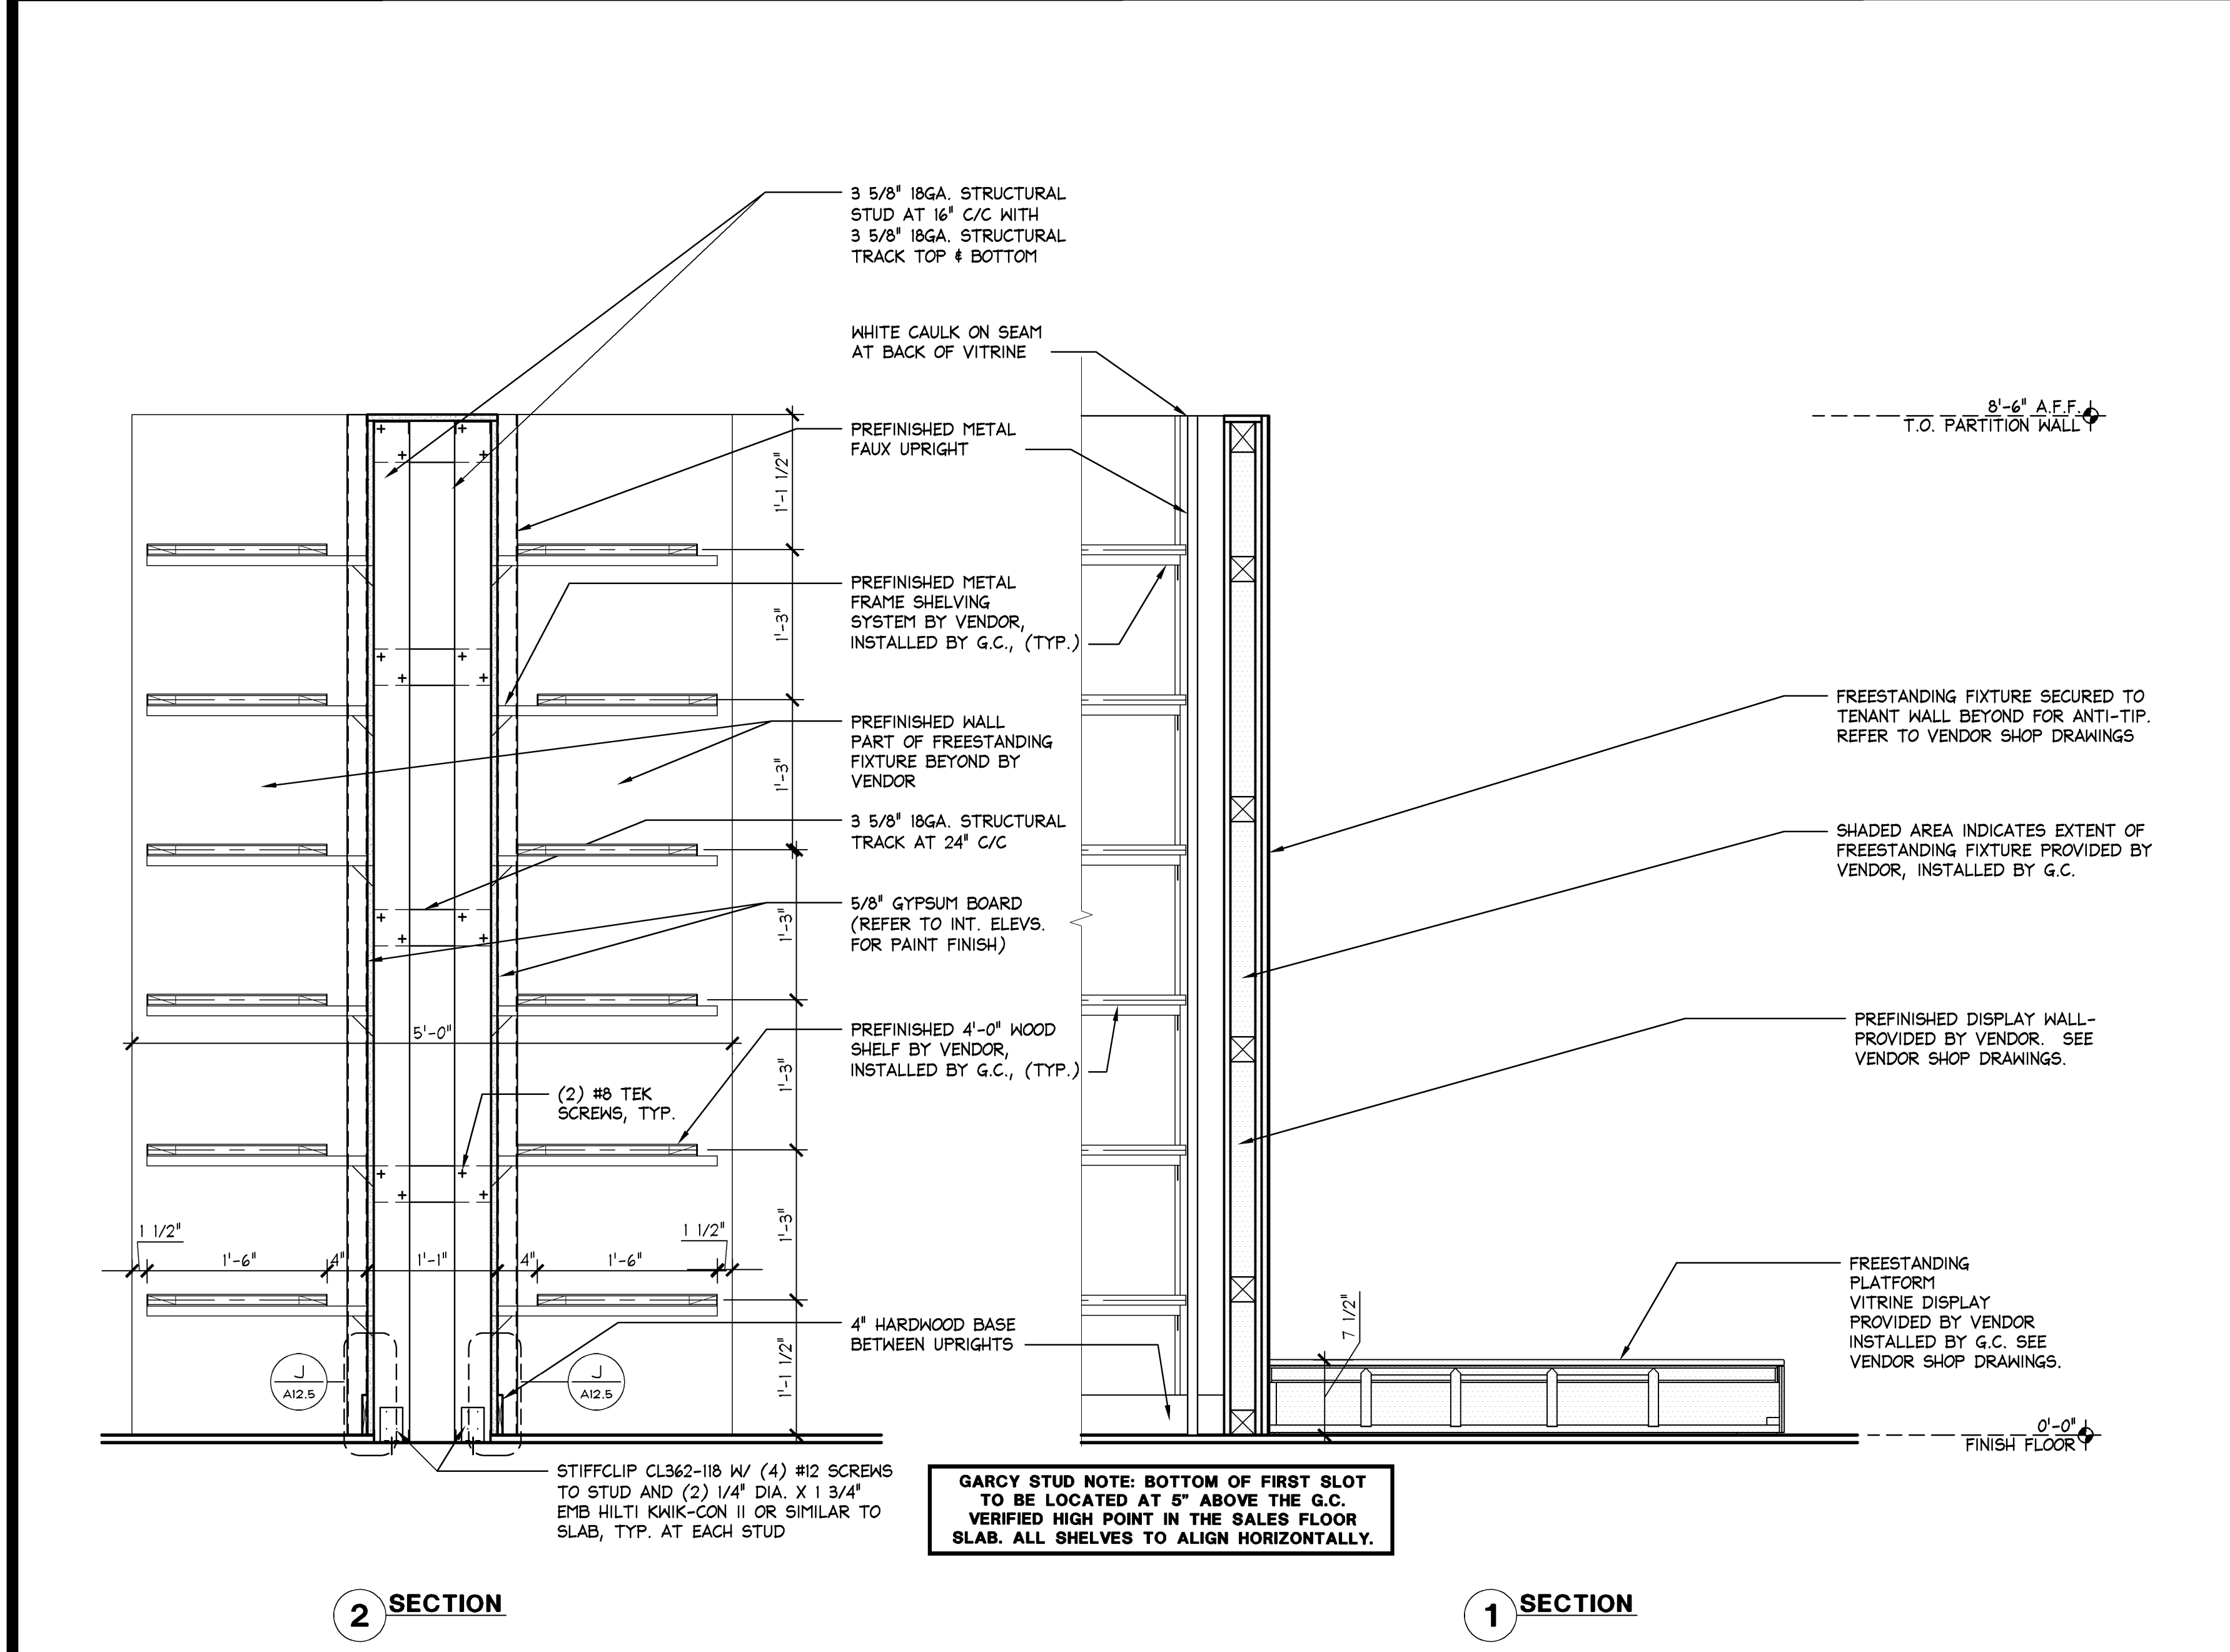 3 5/8" 18GA. STRUCTURAL
STUD AT 16" C/C WITH
3 5/8" 18GA. STRUCTURAL
TRACK TOP & BOTTOM
WHITE CAULK ON SEAM
AT BACK OF VITRINE
8'-6" A.F.F.
T.O. PARTITION WALL
PREFINISHED METAL
FAUX UPRIGHT
1'-1 1/2"
PREFINISHED METAL
FRAME SHELVING
SYSTEM BY VENDOR,
INSTALLED BY G.C., (TYP.)
1'-3"
FREESTANDING FIXTURE SECURED TO
TENANT WALL BEYOND FOR ANTI-TIP.
REFER TO VENDOR SHOP DRAWINGS
PREFINISHED WALL
PART OF FREESTANDING
FIXTURE BEYOND BY
VENDOR
1'-3"
3 5/8" 18GA. STRUCTURAL
TRACK AT 24" C/C
SHADED AREA INDICATES EXTENT OF
FREESTANDING FIXTURE PROVIDED BY
VENDOR, INSTALLED BY G.C.
5/8" GYPSUM BOARD
(REFER TO INT. ELEVS.
FOR PAINT FINISH)
1'-3"
5'-0"
PREFINISHED 4'-0" WOOD
SHELF BY VENDOR,
INSTALLED BY G.C., (TYP.)
1'-3"
PREFINISHED DISPLAY WALL-
PROVIDED BY VENDOR. SEE
VENDOR SHOP DRAWINGS.
(2) #8 TEK
SCREWS, TYP.
1'-3"
1 1/2"
1 1/2"
1'-6"
4"
1'-1"
4"
1'-6"
FREESTANDING
PLATFORM
VITRINE DISPLAY
PROVIDED BY VENDOR
INSTALLED BY G.C. SEE
VENDOR SHOP DRAWINGS.
7 1/2"
4" HARDWOOD BASE
BETWEEN UPRIGHTS
1'-1 1/2"
J
A12.5
J
A12.5
0'-0"
FINISH FLOOR
STIFFCLIP CL362-118 W/ (4) #12 SCREWS
TO STUD AND (2) 1/4" DIA. X 1 3/4"
EMB HILTI KWIK-CON II OR SIMILAR TO
SLAB, TYP. AT EACH STUD
GARCY STUD NOTE: BOTTOM OF FIRST SLOT
TO BE LOCATED AT 5” ABOVE THE G.C.
VERIFIED HIGH POINT IN THE SALES FLOOR
SLAB. ALL SHELVES TO ALIGN HORIZONTALLY.
2 SECTION
1 SECTION